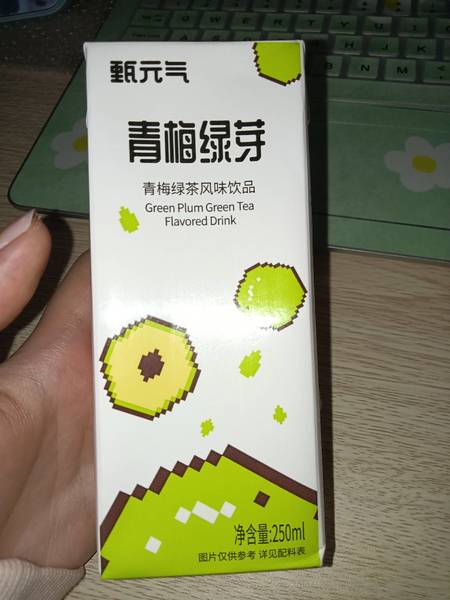 甄元气
青梅绿芽
青梅绿茶风味饮品
Green Plum Green Tea
Flavored Drink
净含量:250ml
图片仅供参考 详见配料表